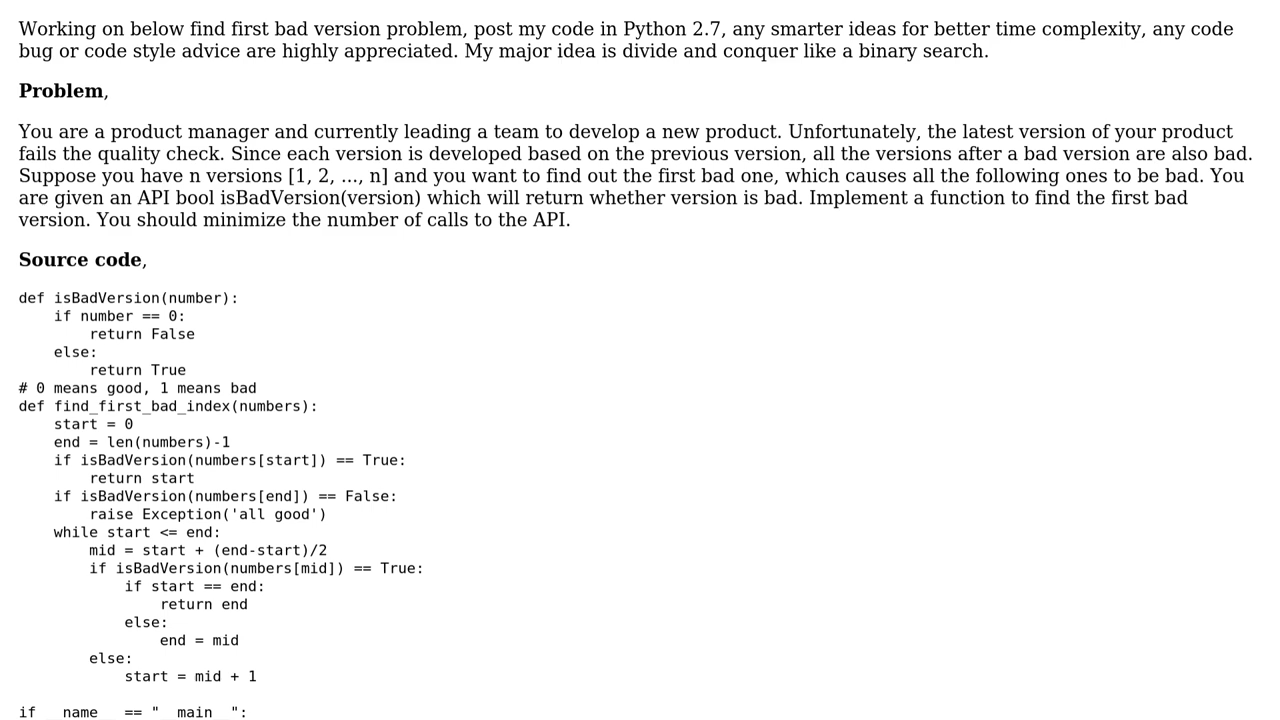 Working on below find first bad version problem, post my code in Python 2.7, any smarter ideas for better time complexity, any code
bug or code style advice are highly appreciated. My major idea is divide and conquer like a binary search.
Problem,
You are a product manager and currently leading a team to develop a new product. Unfortunately, the latest version of your product
fails the quality check. Since each version is developed based on the previous version, all the versions after a bad version are also bad.
Suppose you have n versions [1, 2, ..., n] and you want to find out the first bad one, which causes all the following ones to be bad. You
are given an API bool isBadVersion(version) which will return whether version is bad. Implement a function to find the first bad
version. You should minimize the number of calls to the API.
Source code,
def isBadVersion(number):
    if number == 0:
        return False
    else:
        return True
# 0 means good, 1 means bad
def find_first_bad_index(numbers):
    start = 0
    end = len(numbers)-1
    if isBadVersion(numbers[start]) == True:
        return start
    if isBadVersion(numbers[end]) == False:
        raise Exception('all good')
    while start <= end:
        mid = start + (end-start)/2
        if isBadVersion(numbers[mid]) == True:
            if start == end:
                return end
            else:
                end = mid
        else:
            start = mid + 1
if __name__ == "__main__":